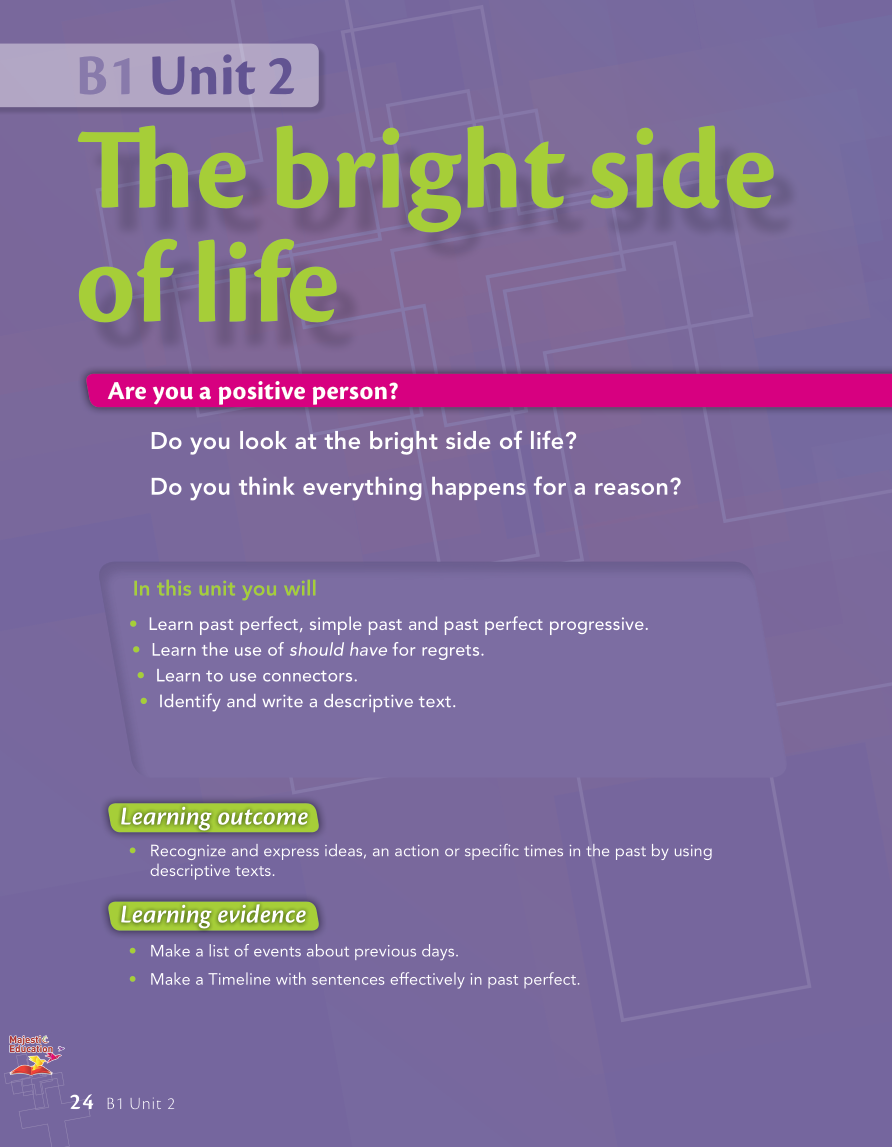 B1 Unit 2
The bright side
of life
Are you a positive person?
Do you look at the bright side of life?
Do you think everything happens for a reason?
In this unit you will
• Learn past perfect, simple past and past perfect progressive.
• Learn the use of should have for regrets.
• Learn to use connectors.
• Identify and write a descriptive text.
Learning outcome
• Recognize and express ideas, an action or specific times in the past by using
descriptive texts.
Learning evidence
• Make a list of events about previous days.
• Make a Timeline with sentences effectively in past perfect.
Majestic
Education
24 B1 Unit 2